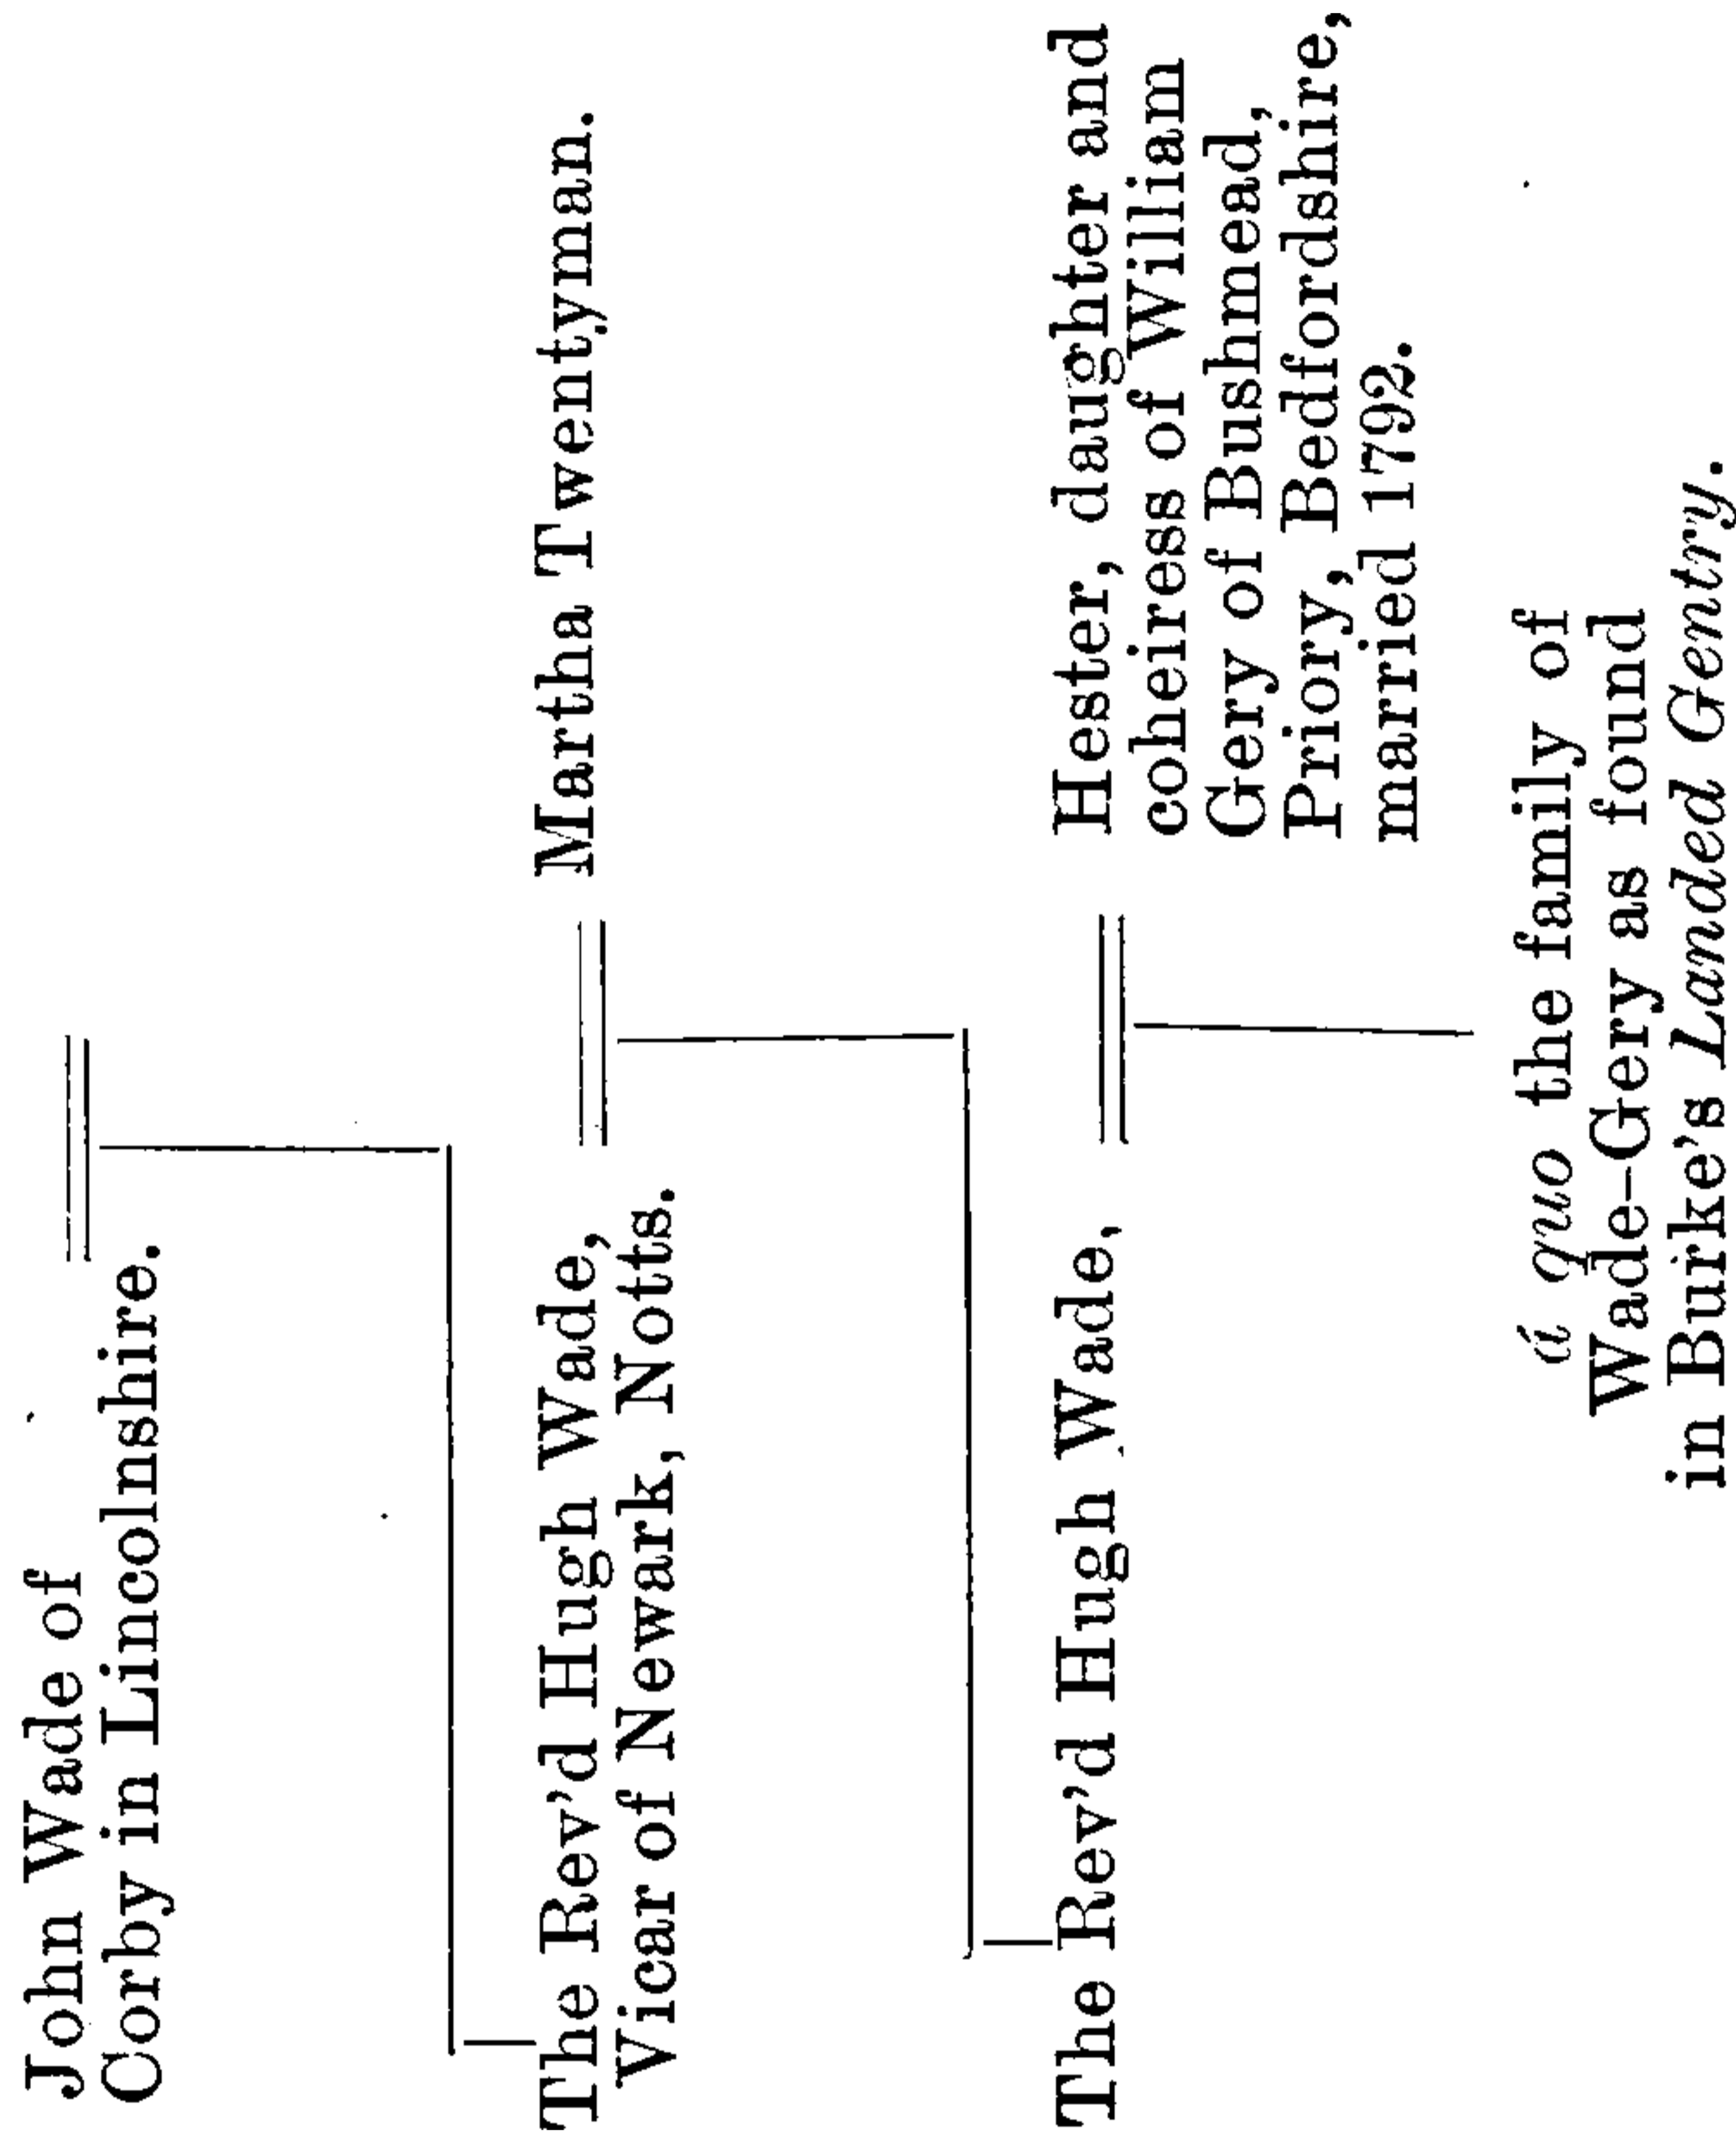 John Wade of
Corby in Lincolnshire.
The Rev'd Hugh Wade,
Vicar of Newark, Notts.
Martha Twentyman.
The Rev'd Hugh Wade,
Hester, daughter and
coheiress of William
Gery of Bushmead,
Priory, Bedfordshire,
married 1792.
á quo the family of
Wade-Gery as found
in Burke's Landed Gentry.